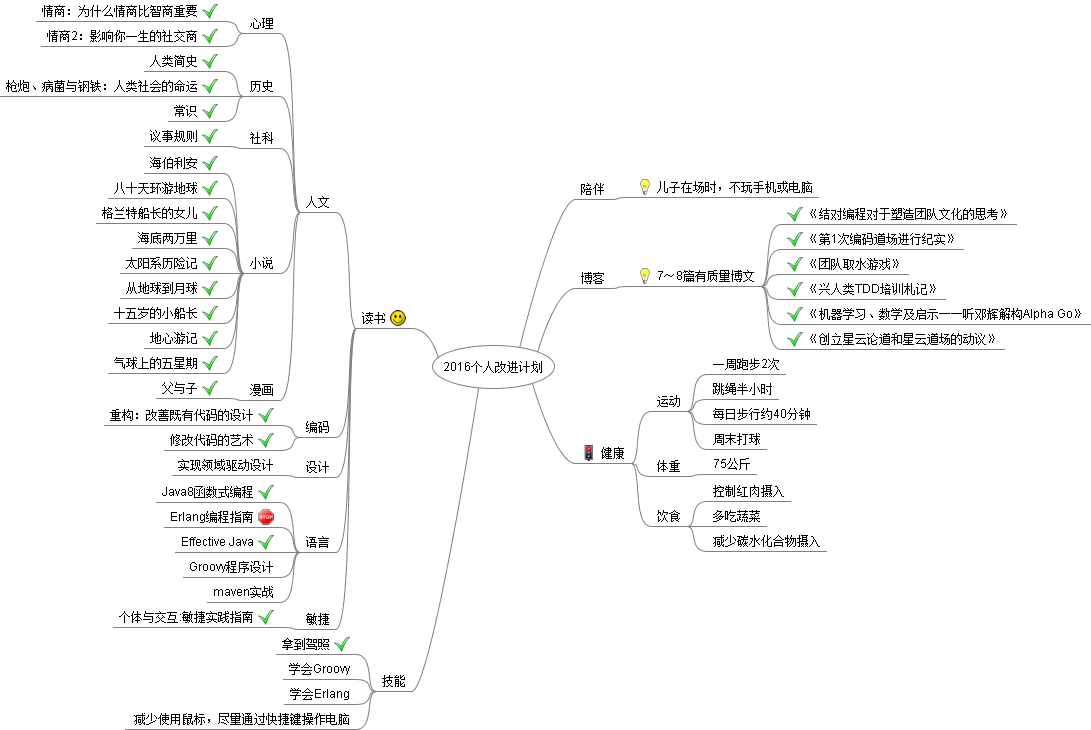 2016个人改进计划
读书
人文
心理
情商：为什么情商比智商重要
情商2：影响你一生的社交商
历史
人类简史
枪炮、病菌与钢铁：人类社会的命运
常识
社科
议事规则
小说
海伯利安
八十天环游地球
格兰特船长的女儿
海底两万里
太阳系历险记
从地球到月球
十五岁的小船长
地心游记
气球上的五星期
漫画
父与子
编码
重构：改善既有代码的设计
修改代码的艺术
设计
实现领域驱动设计
语言
Java8函数式编程
Erlang编程指南
STOP
Effective Java
Groovy程序设计
maven实战
敏捷
个体与交互:敏捷实践指南
技能
拿到驾照
学会Groovy
学会Erlang
减少使用鼠标，尽里通过快捷键操作电脑
陪伴
儿子在场时，不玩手机或电脑
博客
7～8篇有质里博文
《结对编程对于塑造团队文化的思考》
《第1次编码道场进行纪实》
《团队取水游戏》
《兴人类TDD培训札记》
《机器学习、数学及启示——听邓辉解构Alpha Go》
《创立星云论道和星云道场的动议》
健康
运动
一周跑步2次
跳绳半小时
每日步行约40分钟
周末打球
体重
75公斤
饮食
控制红肉摄入
多吃蔬菜
减少碳水化合物摄入